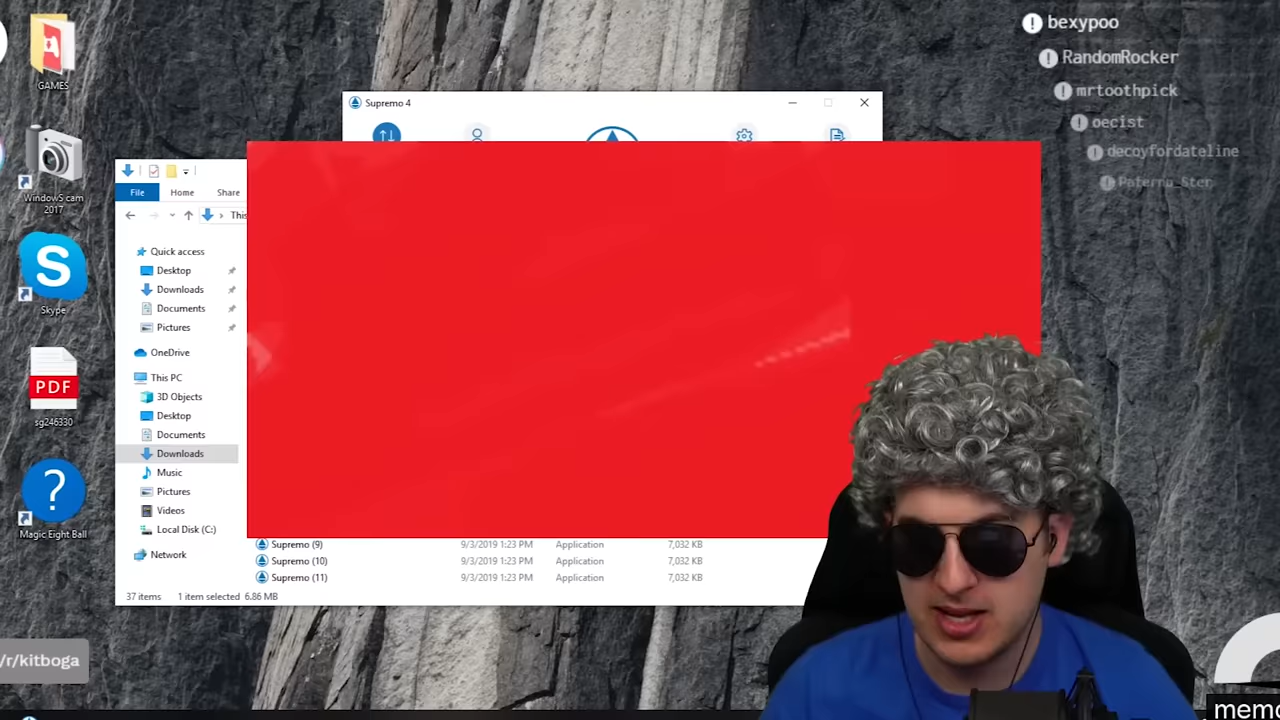 GAMES
WindowS cam
2017
Skype
PDF
sg246330
?
Magic Eight Ball
/r/kitboga
Supremo 4
File
Home
Share
This
Quick access
Desktop
Downloads
Documents
Pictures
OneDrive
This PC
3D Objects
Desktop
Documents
Downloads
Music
Pictures
Videos
Local Disk (C:)
Network
Supremo (9) 9/3/2019 1:23 PM Application 7,032 KB
Supremo (10) 9/3/2019 1:23 PM Application 7,032 KB
Supremo (11) 9/3/2019 1:23 PM Application 7,032 KB
37 items 1 item selected 6.86 MB
bexypoo
RandomRocker
mrtoothpick
oecist
decoyfordateline
Paterno_Ster
memo